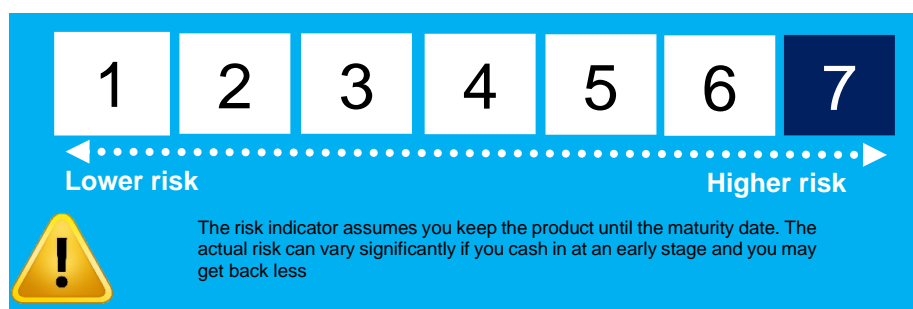 1 2 3 4 5 6 7
Lower risk Higher risk
The risk indicator assumes you keep the product until the maturity date. The
actual risk can vary significantly if you cash in at an early stage and you may
get back less